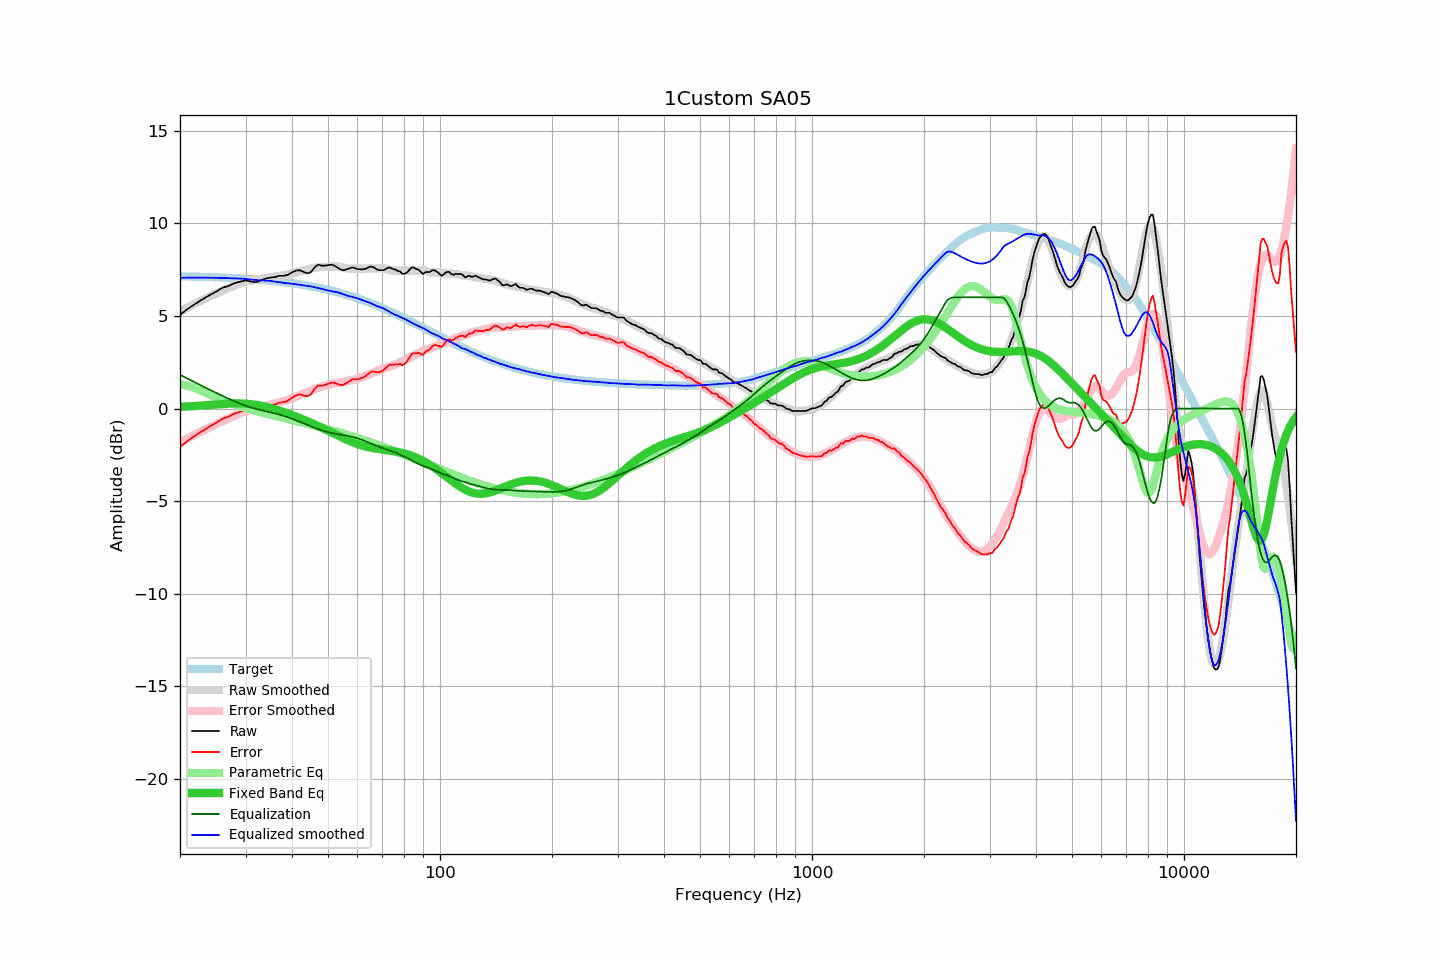 1Custom SA05
15
10
5
0
−5
−10
−15
−20
Amplitude (dBr)
Target
Raw Smoothed
Error Smoothed
Raw
Error
Parametric Eq
Fixed Band Eq
Equalization
Equalized smoothed
100
1000
10000
Frequency (Hz)